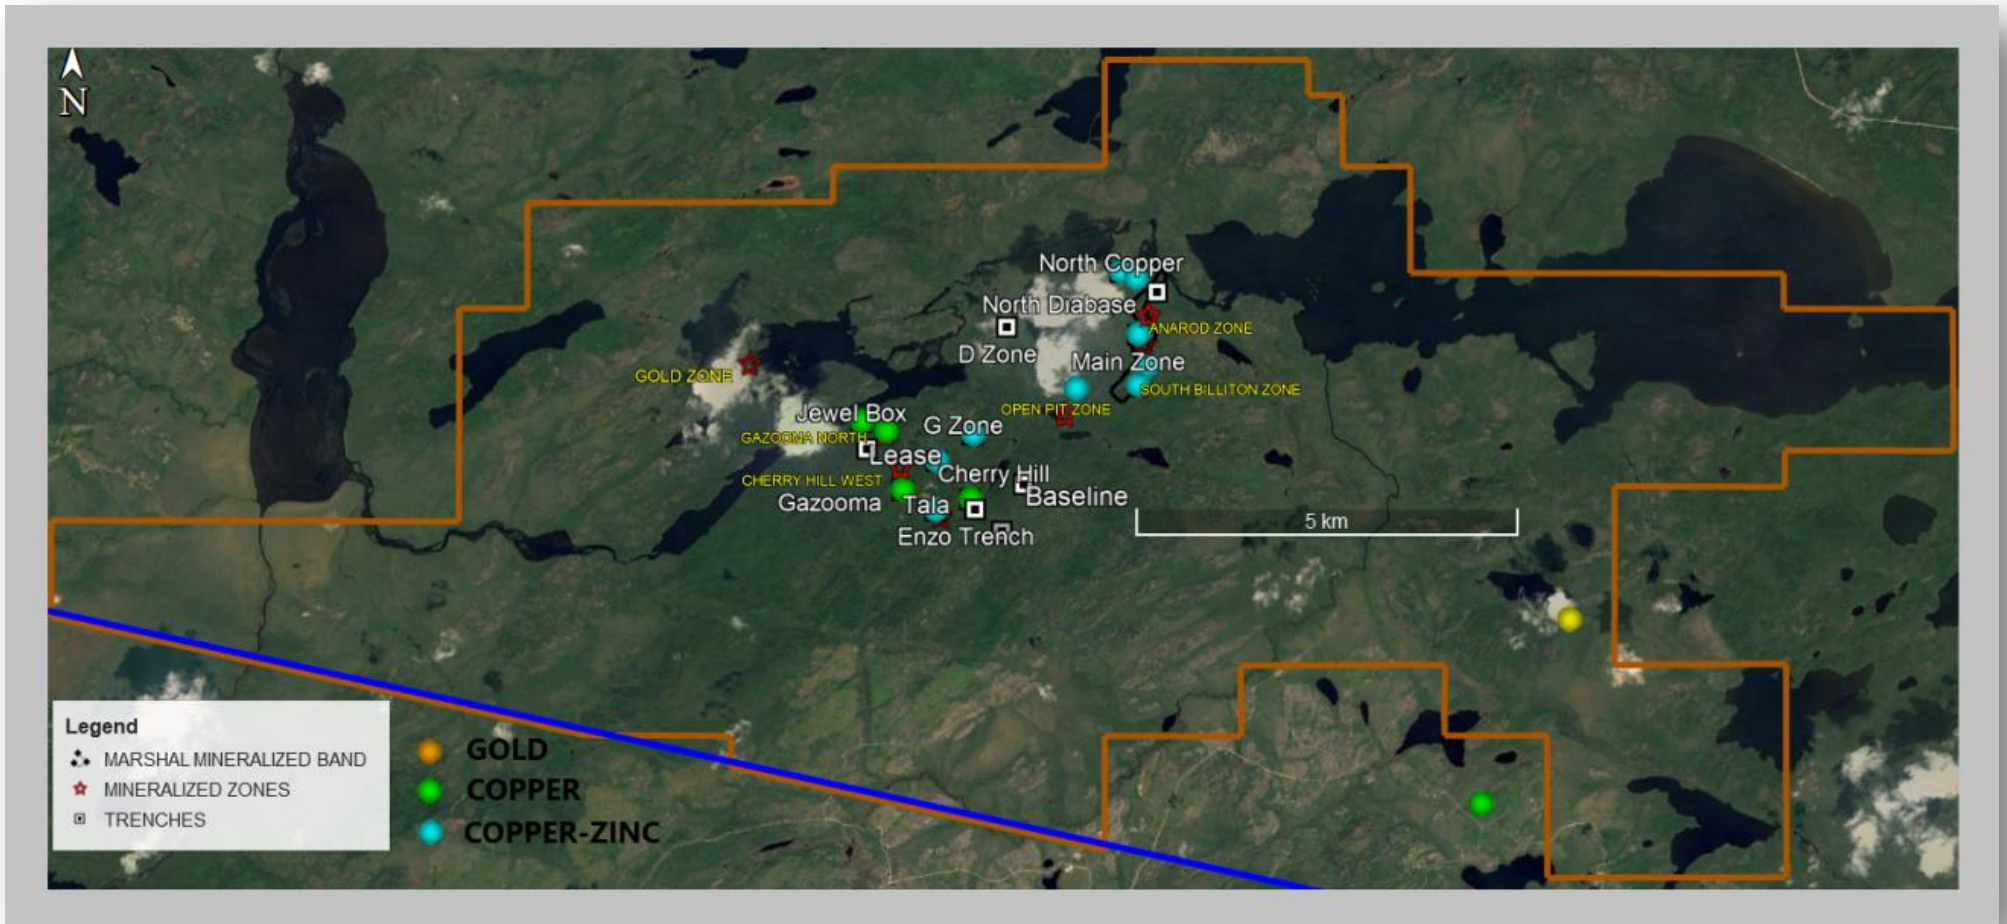 N
North Copper
North Diabase
ANAROD ZONE
D Zone
Main Zone
GOLD ZONE
SOUTH BILLITON ZONE
OPEN PIT ZONE
Jewel Box
G Zone
GAZOOMA NORTH
Lease
Cherry Hill
CHERRY HILL WEST
Baseline
Gazooma
Tala
5 km
Enzo Trench
Legend
MARSHAL MINERALIZED BAND
MINERALIZED ZONES
TRENCHES
GOLD
COPPER
COPPER-ZINC